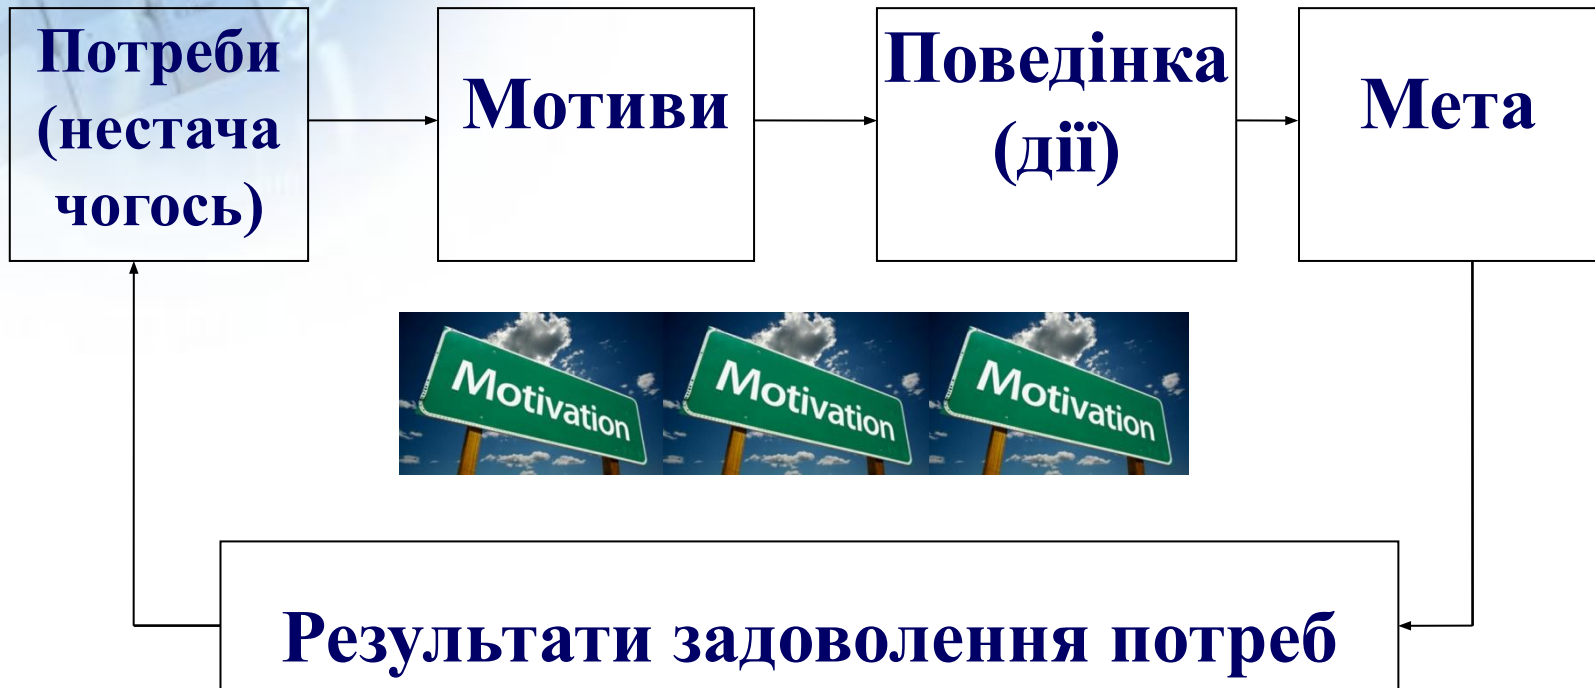 Потреби
(нестача
чогось)
Мотиви
Поведінка
(дії)
Мета
Motivation
Motivation
Motivation
Результати задоволення потреб